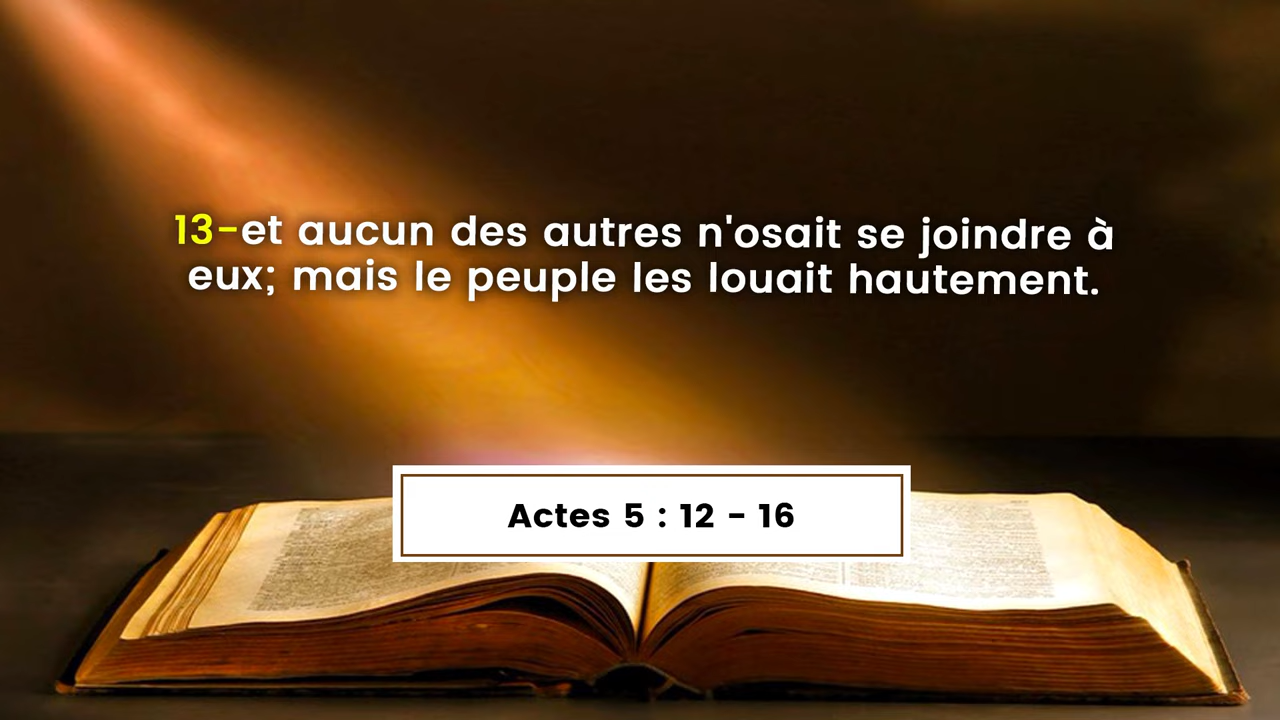 13-et aucun des autres n'osait se joindre à
eux; mais le peuple les louait hautement.
Actes 5 : 12 - 16